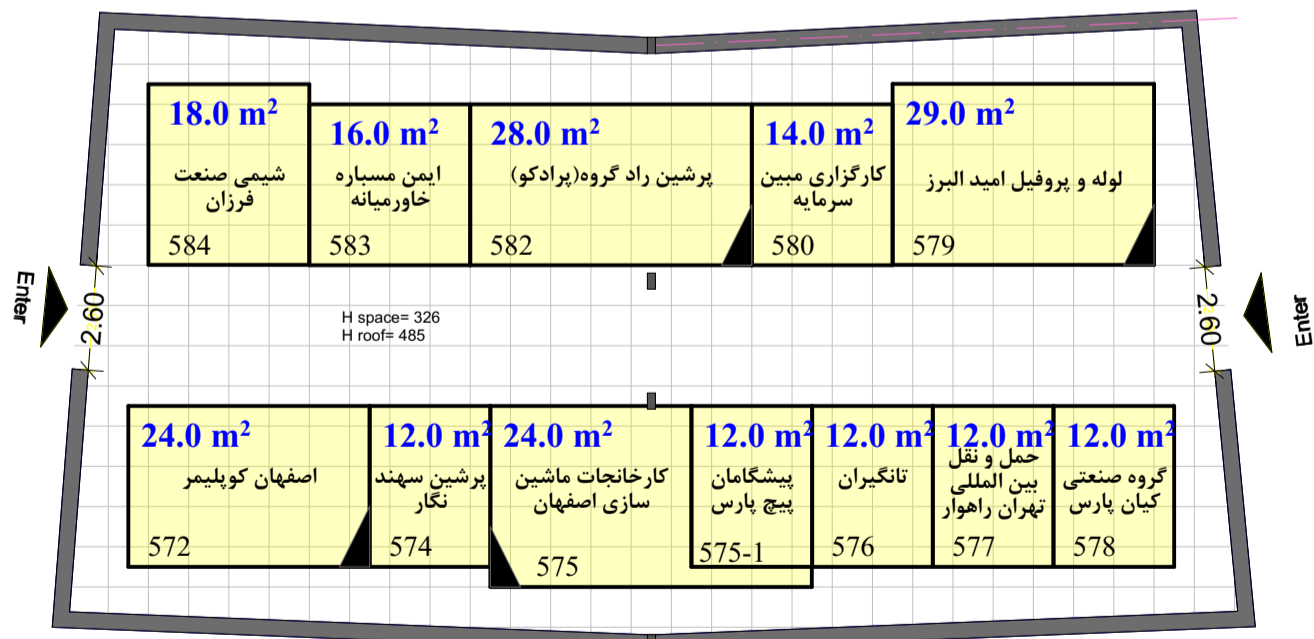 18.0 m²
شیمی صنعت
فرزان
584
16.0 m²
ایمن مسباره
خاورمیانه
583
28.0 m²
پرشین راد گروه(پرادکو)
582
14.0 m²
کارگزاری مبین
سرمایه
580
29.0 m²
لوله و پروفیل امید البرز
579
Enter
2.60
H space= 326
H roof= 485
2.60
Enter
24.0 m²
اصفهان کوپلیمر
572
12.0 m²
پرشین سهند
نگار
574
24.0 m²
کارخانجات ماشین
سازی اصفهان
575
12.0 m²
پیشگامان
پیچ پارس
575-1
12.0 m²
تانگیران
576
12.0 m²
حمل و نقل
بین المللی
تهران راهوار
577
12.0 m²
گروه صنعتی
کیان پارس
578